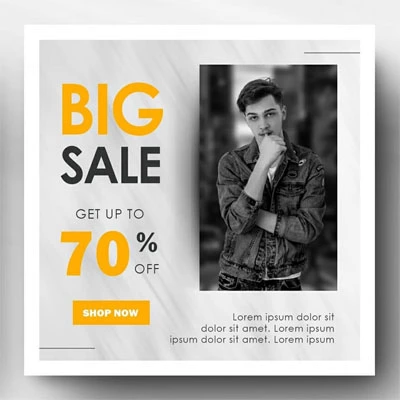 BIG
SALE
GET UP TO
70%
OFF
SHOP NOW
Lorem ipsum dolor sit
dolor sit amet. Lorem ipsum
ipsum dolor sit amet. Lorem ipsum